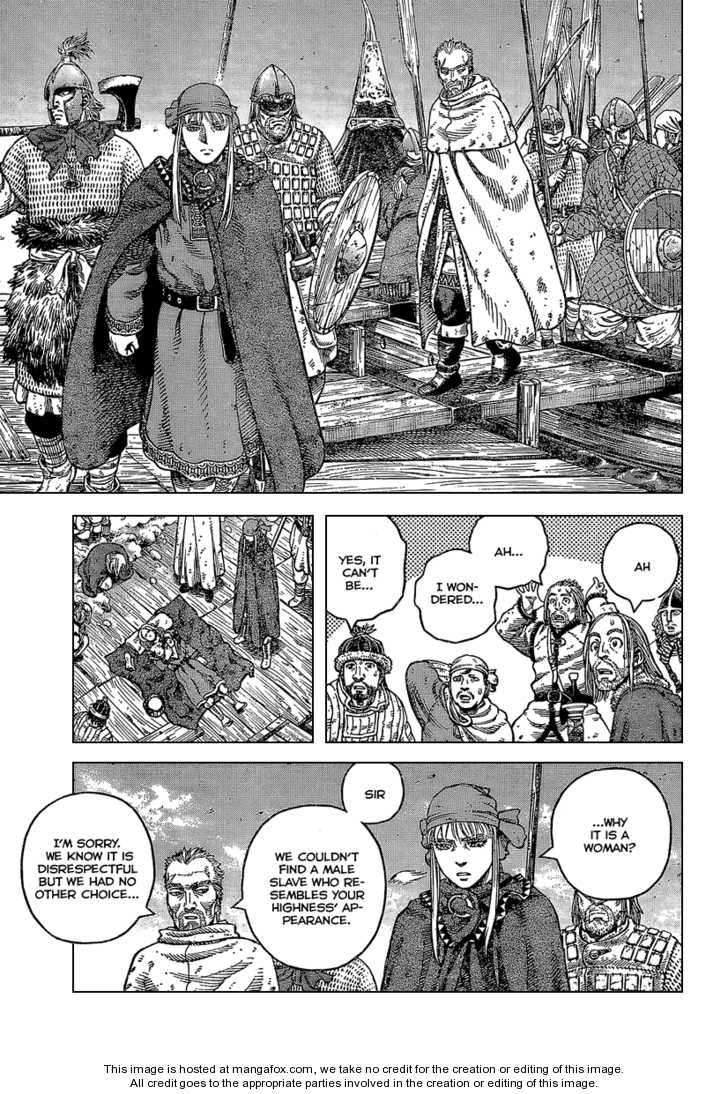 AH
AH...
I WON-
DERED...
YES, IT
CAN'T
BE...
...WHY
IT IS A
WOMAN?
SIR
WE COULDN'T
FIND A MALE
SLAVE WHO RE-
SEMBLES YOUR
HIGHNESS' AP-
PEARANCE.
I'M SORRY.
WE KNOW IT IS
DISRESPECTFUL
BUT WE HAD NO
OTHER CHOICE...
This image is hosted at mangafox.com, we take no credit for the creation or editing of this image.
All credit goes to the appropriate parties involved in the creation or editing of this image.